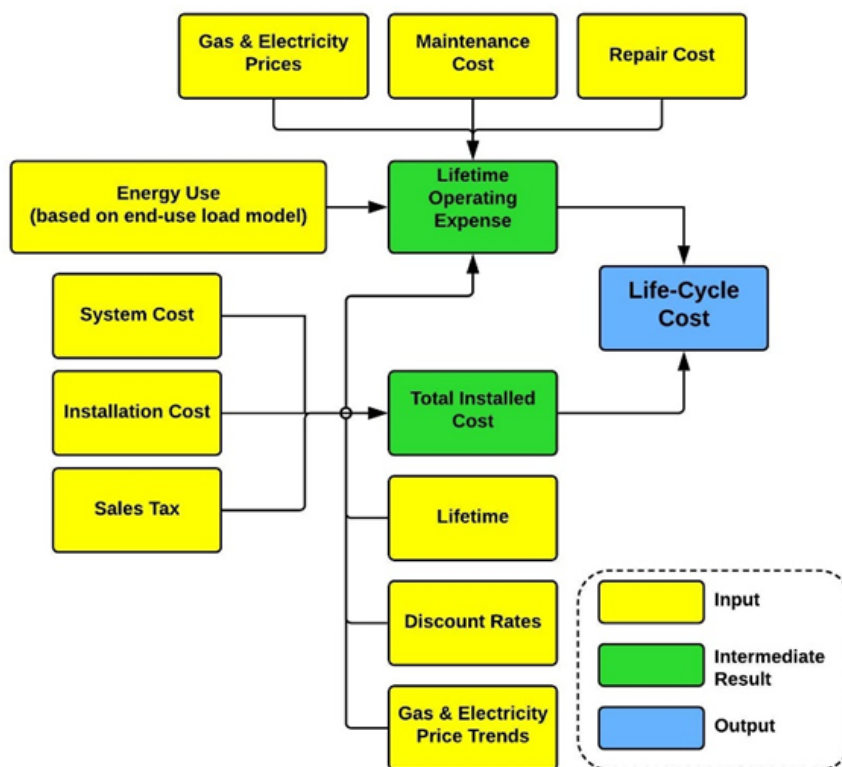 Gas & Electricity
Prices
Maintenance
Cost
Repair Cost
Energy Use
(based on end-use load model)
Lifetime
Operating
Expense
System Cost
Life-Cycle
Cost
Installation Cost
Total Installed
Cost
Sales Tax
Lifetime
Discount Rates
Gas & Electricity
Price Trends
Input
Intermediate
Result
Output